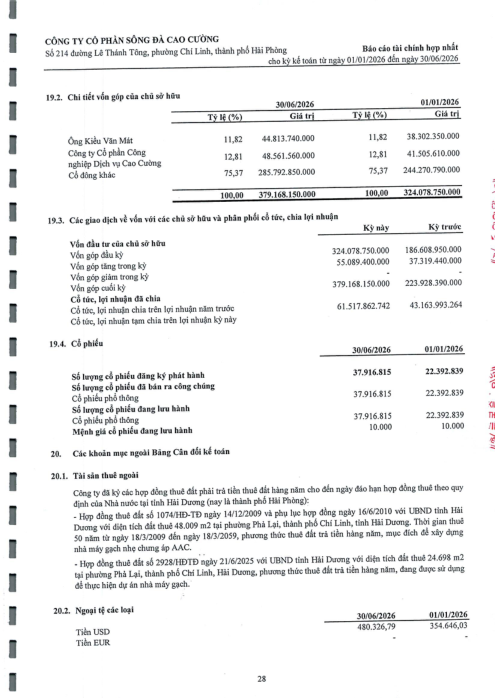 CÔNG TY CỔ PHẦN SÔNG ĐÀ CAO CƯỜNG
Số 214 đường Lê Thánh Tông, phường Chí Linh, thành phố Hải Phòng
Báo cáo tài chính hợp nhất
cho kỳ kế toán từ ngày 01/01/2026 đến ngày 30/06/2026
19.2. Chi tiết vốn góp của chủ sở hữu
30/06/2026 01/01/2026
Tỷ lệ (%) Giá trị Tỷ lệ (%) Giá trị
Ông Kiều Văn Mát 11,82 44.813.740.000 11,82 38.302.350.000
Công ty Cổ phần Công
nghiệp Dịch vụ Cao Cường 12,81 48.561.560.000 12,81 41.505.610.000
Cổ đông khác 75,37 285.792.850.000 75,37 244.270.790.000
100,00 379.168.150.000 100,00 324.078.750.000
19.3. Các giao dịch về vốn với các chủ sở hữu và phân phối cổ tức, chia lợi nhuận
Kỳ này Kỳ trước
Vốn đầu tư của chủ sở hữu
Vốn góp đầu kỳ 324.078.750.000 186.608.950.000
Vốn góp tăng trong kỳ 55.089.400.000 37.319.440.000
Vốn góp giảm trong kỳ - -
Vốn góp cuối kỳ 379.168.150.000 223.928.390.000
Cổ tức, lợi nhuận đã chia
Cổ tức, lợi nhuận chia trên lợi nhuận năm trước 61.517.862.742 43.163.993.264
Cổ tức, lợi nhuận tạm chia trên lợi nhuận kỳ này
19.4. Cổ phiếu
30/06/2026 01/01/2026
Số lượng cổ phiếu đăng ký phát hành 37.916.815 22.392.839
Số lượng cổ phiếu đã bán ra công chúng
Cổ phiếu phổ thông 37.916.815 22.392.839
Số lượng cổ phiếu đang lưu hành
Cổ phiếu phổ thông 37.916.815 22.392.839
Mệnh giá cổ phiếu đang lưu hành 10.000 10.000
20. Các khoản mục ngoài Bảng Cân đối kế toán
20.1. Tài sản thuê ngoài
Công ty đã ký các hợp đồng thuê đất phải trả tiền thuê đất hàng năm cho đến ngày đáo hạn hợp đồng thuê theo quy
định của Nhà nước tại tỉnh Hải Dương (nay là thành phố Hải Phòng):
- Hợp đồng thuê đất số 1074/HĐ-TĐ ngày 14/12/2009 và phụ lục hợp đồng ngày 16/6/2010 với UBND tỉnh Hải
Dương với diện tích đất thuê 48.009 m2 tại phường Phả Lại, thành phố Chí Linh, tỉnh Hải Dương. Thời gian thuê
50 năm từ ngày 18/3/2009 đến ngày 18/3/2059, phương thức thuê đất trả tiền hàng năm, mục đích để xây dựng
nhà máy gạch nhẹ chưng áp AAC.
- Hợp đồng thuê đất số 2928/HĐTĐ ngày 21/6/2025 với UBND tỉnh Hải Dương với diện tích đất thuê 24.698 m2
tại phường Phả Lại, thành phố Chí Linh, Hải Dương, phương thức thuê đất trả tiền hàng năm, đang được sử dụng
để thực hiện dự án nhà máy gạch.
20.2. Ngoại tệ các loại
30/06/2026 01/01/2026
Tiền USD 480.326,79 354.646,03
Tiền EUR - -
28